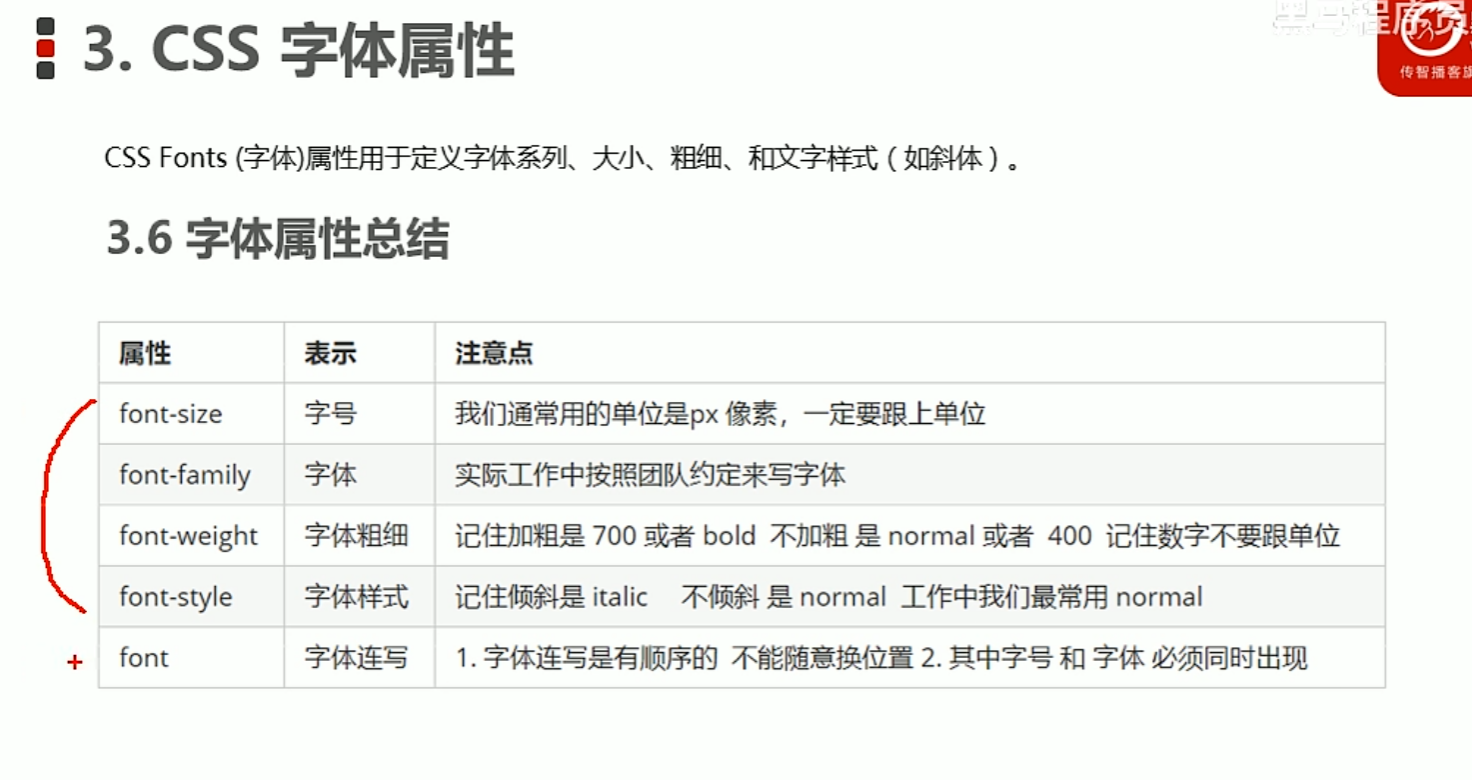 黑马程序员
传智播客旗
3. CSS 字体属性
CSS Fonts (字体)属性用于定义字体系列、大小、粗细、和文字样式（如斜体）。
3.6 字体属性总结
属性 表示 注意点
font-size 字号 我们通常用的单位是px 像素，一定要跟上单位
font-family 字体 实际工作中按照团队约定来写字体
font-weight 字体粗细 记住加粗是 700 或者 bold 不加粗 是 normal 或者 400 记住数字不要跟单位
font-style 字体样式 记住倾斜是 italic 不倾斜 是 normal 工作中我们最常用 normal
+ font 字体连写 1. 字体连写是有顺序的 不能随意换位置 2. 其中字号 和 字体 必须同时出现